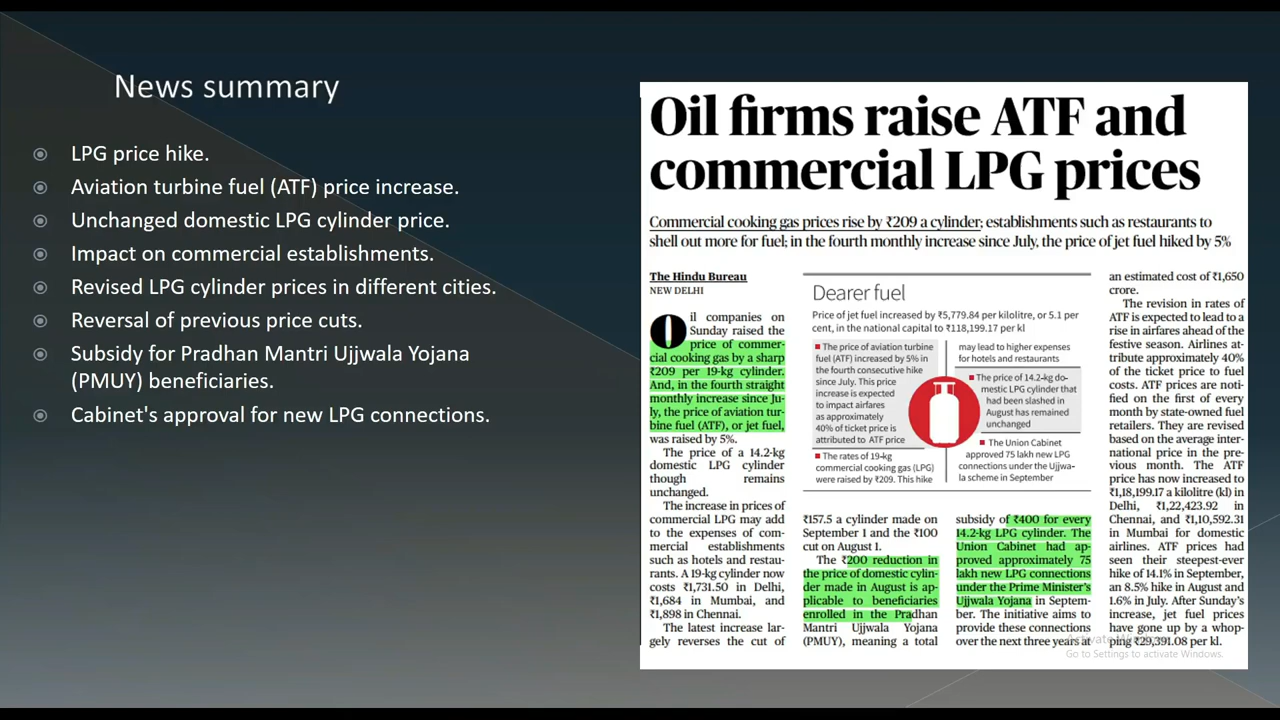 News summary
LPG price hike.
Aviation turbine fuel (ATF) price increase.
Unchanged domestic LPG cylinder price.
Impact on commercial establishments.
Revised LPG cylinder prices in different cities.
Reversal of previous price cuts.
Subsidy for Pradhan Mantri Ujjwala Yojana
(PMUY) beneficiaries.
Cabinet's approval for new LPG connections.
Oil firms raise ATF and
commercial LPG prices
Commercial cooking gas prices rise by ₹209 a cylinder; establishments such as restaurants to
shell out more for fuel; in the fourth monthly increase since July, the price of jet fuel hiked by 5%
The Hindu Bureau
NEW DELHI
Oil companies on
Sunday raised the
price of commer-
cial cooking gas by a sharp
₹209 per 19-kg cylinder.
And, in the fourth straight
monthly increase since Ju-
ly, the price of aviation tur-
bine fuel (ATF), or jet fuel,
was raised by 5%.
The price of a 14.2-kg
domestic LPG cylinder
though remains
unchanged.
The increase in prices of
commercial LPG may add
to the expenses of com-
mercial establishments
such as hotels and restau-
rants. A 19-kg cylinder now
costs ₹1,731.50 in Delhi,
₹1,684 in Mumbai, and
₹1,898 in Chennai.
The latest increase lar-
gely reverses the cut of
Dearer fuel
Price of jet fuel increased by ₹5,779.84 per kilolitre, or 5.1 per
cent, in the national capital to ₹118,199.17 per kl
The price of aviation turbine
fuel (ATF) increased by 5% in
the fourth consecutive hike
since July. This price
increase is expected
to impact airfares
as approximately
40% of ticket price is
attributed to ATF price
The rates of 19-kg
commercial cooking gas (LPG)
were raised by ₹209. This hike
may lead to higher expenses
for hotels and restaurants
The price of 14.2-kg do-
mestic LPG cylinder that
had been slashed in
August has remained
unchanged
The Union Cabinet
approved 75 lakh new LPG
connections under the Ujjwa-
la scheme in September
₹157.5 a cylinder made on
September 1 and the ₹100
cut on August 1.
The ₹200 reduction in
the price of domestic cylin-
der made in August is ap-
plicable to beneficiaries
enrolled in the Pradhan
Mantri Ujjwala Yojana
(PMUY), meaning a total
subsidy of ₹400 for every
14.2-kg LPG cylinder. The
Union Cabinet had ap-
proved approximately 75
lakh new LPG connections
under the Prime Minister's
Ujjwala Yojana in Septem-
ber. The initiative aims to
provide these connections
over the next three years at
an estimated cost of ₹1,650
crore.
The revision in rates of
ATF is expected to lead to a
rise in airfares ahead of the
festive season. Airlines at-
tribute approximately 40%
of the ticket price to fuel
costs. ATF prices are noti-
fied on the first of every
month by state-owned fuel
retailers. They are revised
based on the average inter-
national price in the pre-
vious month. The ATF
price has now increased to
₹1,18,199.17 a kilolitre (kl) in
Delhi, ₹1,22,423.92 in
Chennai, and ₹1,10,592.31
in Mumbai for domestic
airlines. ATF prices had
seen their steepest-ever
hike of 14.1% in September,
an 8.5% hike in August and
1.6% in July. After Sunday's
increase, jet fuel prices
have gone up by a whop-
ping ₹29,391.08 per kl.
Activate Windows
Go to Settings to activate Windows.